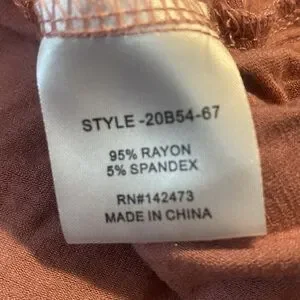 STYLE -20B54-67
95% RAYON
5% SPANDEX
RN#142473
MADE IN CHINA